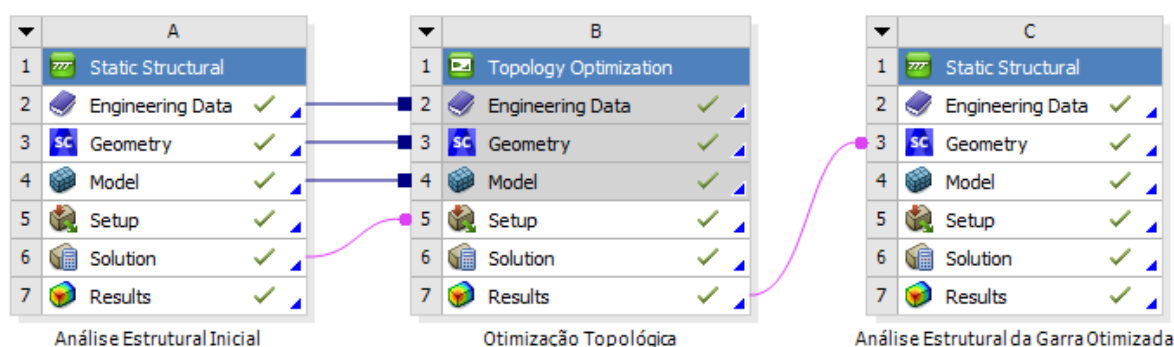 A
1 Static Structural
2 Engineering Data
3 SC Geometry
4 Model
5 Setup
6 Solution
7 Results
Análise Estrutural Inicial
B
1 Topology Optimization
2 Engineering Data
3 SC Geometry
4 Model
5 Setup
6 Solution
7 Results
Otimização Topológica
C
1 Static Structural
2 Engineering Data
3 SC Geometry
4 Model
5 Setup
6 Solution
7 Results
Análise Estrutural da Garra Otimizada